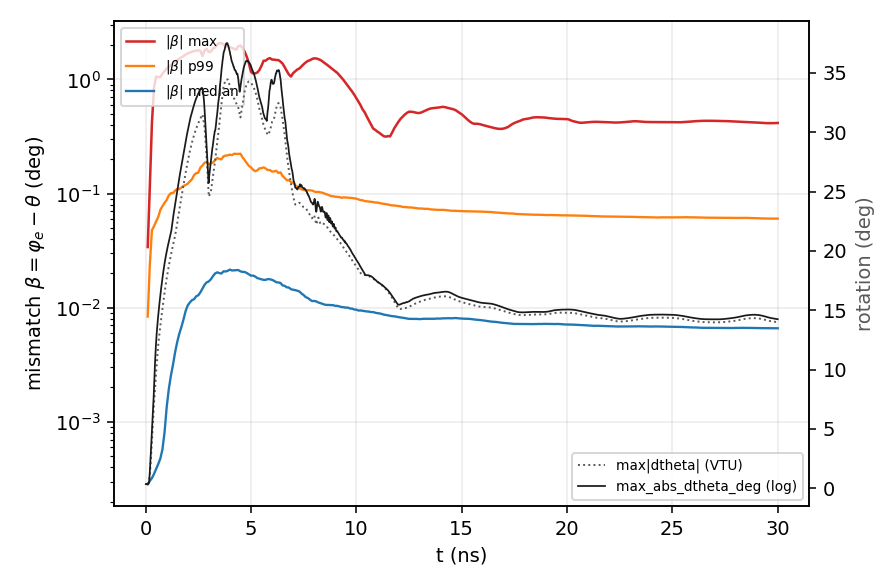 |β| max
|β| p99
|β| median
10⁰
10⁻¹
10⁻²
10⁻³
mismatch β = φₑ − θ (deg)
35
30
25
20
15
10
5
0
rotation (deg)
max|dtheta| (VTU)
max_abs_dtheta_deg (log)
0 5 10 15 20 25 30
t (ns)